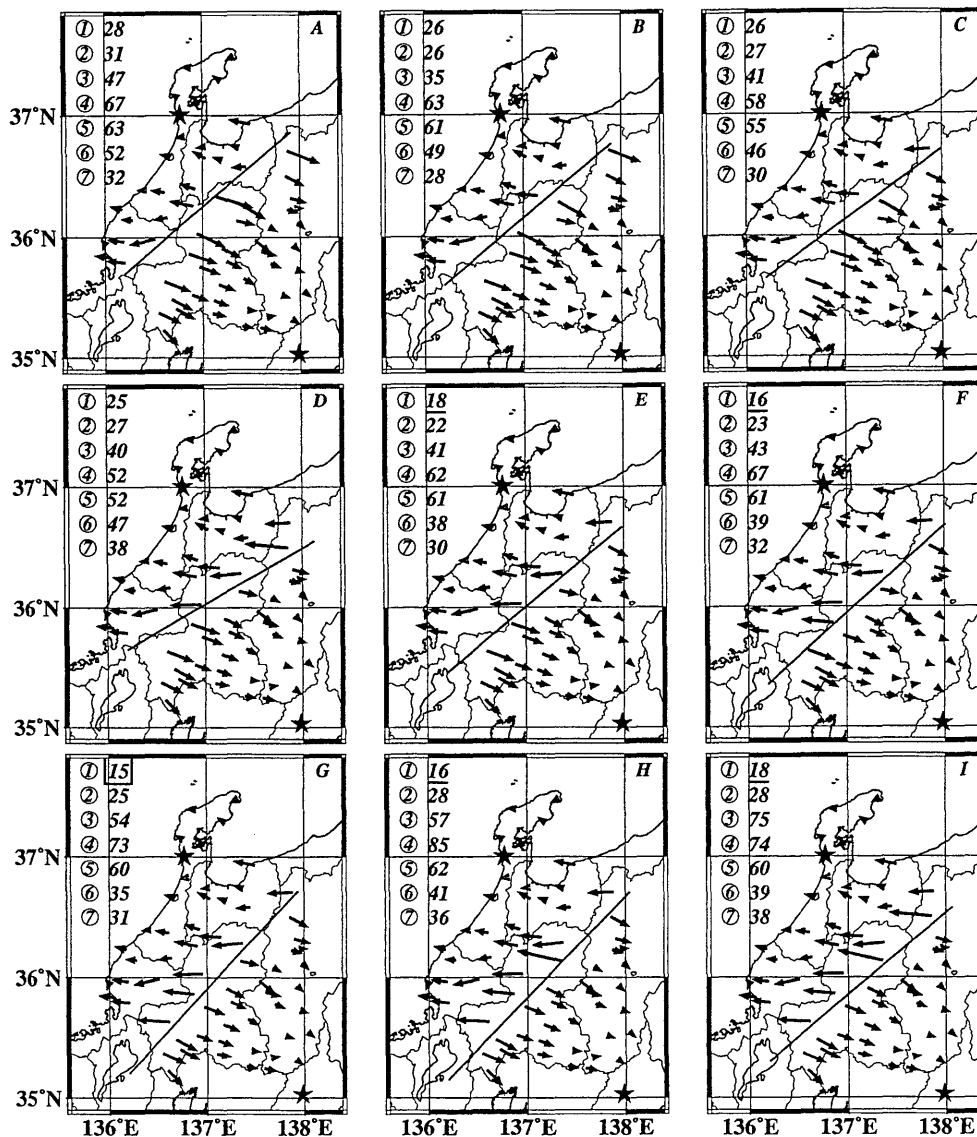 ① 28 A
② 31
③ 47
④ 67
⑤ 63
⑥ 52
⑦ 32
① 26 B
② 26
③ 35
④ 63
⑤ 61
⑥ 49
⑦ 28
① 26 C
② 27
③ 41
④ 58
⑤ 55
⑥ 46
⑦ 30
37°N
36°N
35°N
① 25 D
② 27
③ 40
④ 52
⑤ 52
⑥ 47
⑦ 38
① 18 E
② 22
③ 41
④ 62
⑤ 61
⑥ 38
⑦ 30
① 16 F
② 23
③ 43
④ 67
⑤ 61
⑥ 39
⑦ 32
37°N
36°N
35°N
① 15 G
② 25
③ 54
④ 73
⑤ 60
⑥ 35
⑦ 31
① 16 H
② 28
③ 57
④ 85
⑤ 62
⑥ 41
⑦ 36
① 18 I
② 28
③ 75
④ 74
⑤ 60
⑥ 39
⑦ 38
37°N
36°N
35°N
136°E 137°E 138°E 136°E 137°E 138°E 136°E 137°E 138°E